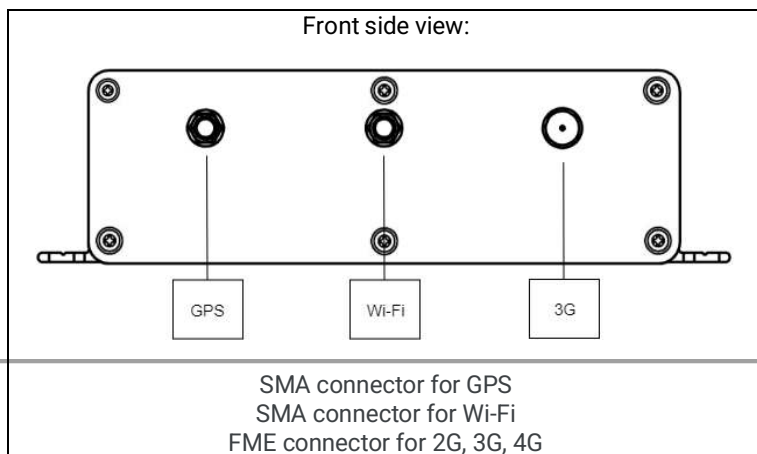 Front side view:
GPS
Wi-Fi
3G
SMA connector for GPS
SMA connector for Wi-Fi
FME connector for 2G, 3G, 4G